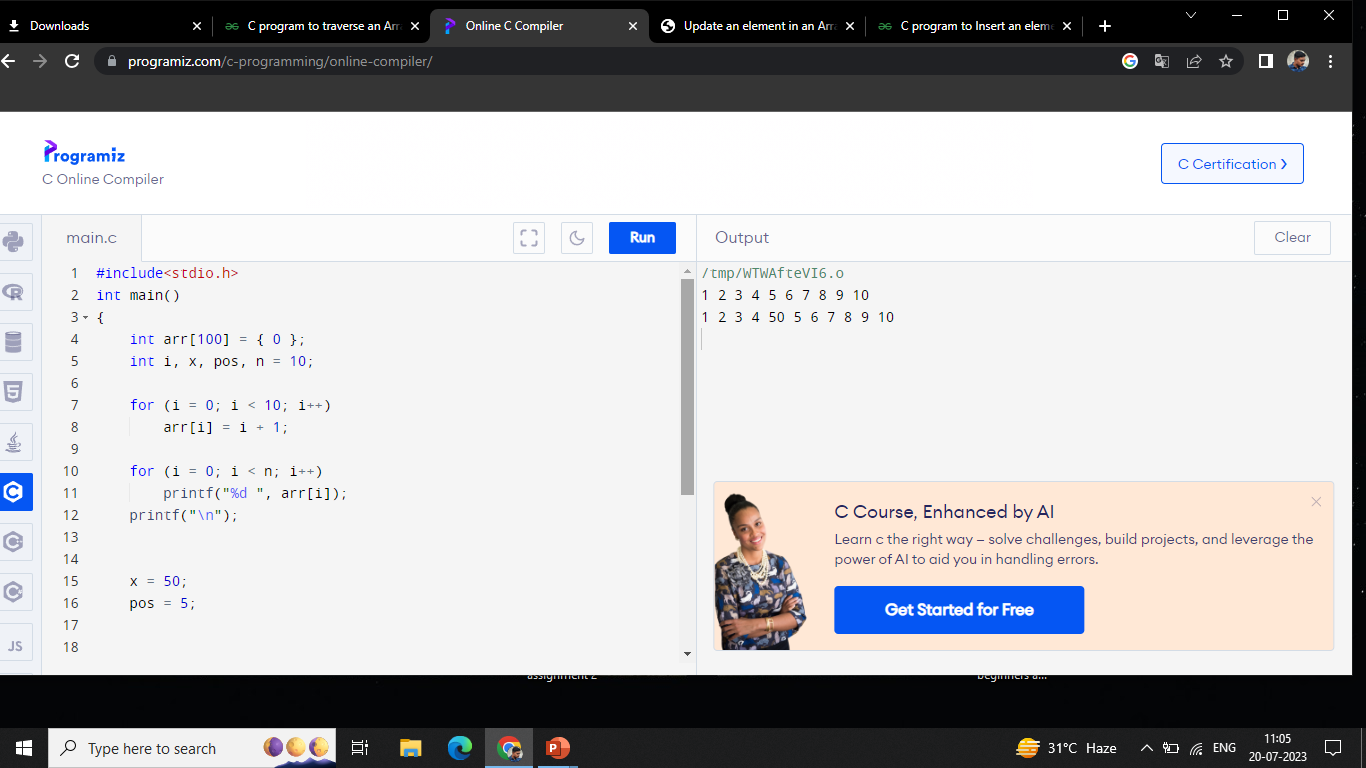 Downloads
C program to traverse an Arr
Online C Compiler
Update an element in an Arra
C program to Insert an eleme
programiz.com/c-programming/online-compiler/
Programiz
C Online Compiler
C Certification
main.c
Run
Output
Clear
1 #include<stdio.h>
2 int main()
3 {
4 int arr[100] = { 0 };
5 int i, x, pos, n = 10;
6
7 for (i = 0; i < 10; i++)
8 arr[i] = i + 1;
9
10 for (i = 0; i < n; i++)
11 printf("%d ", arr[i]);
12 printf("\n");
13
14
15 x = 50;
16 pos = 5;
17
18
/tmp/WTWAfteVI6.o
1 2 3 4 5 6 7 8 9 10
1 2 3 4 50 5 6 7 8 9 10
C Course, Enhanced by AI
Learn c the right way – solve challenges, build projects, and leverage the
power of AI to aid you in handling errors.
Get Started for Free
JS
assignment 2
beginners a...
Type here to search
31°C Haze
ENG
11:05
20-07-2023